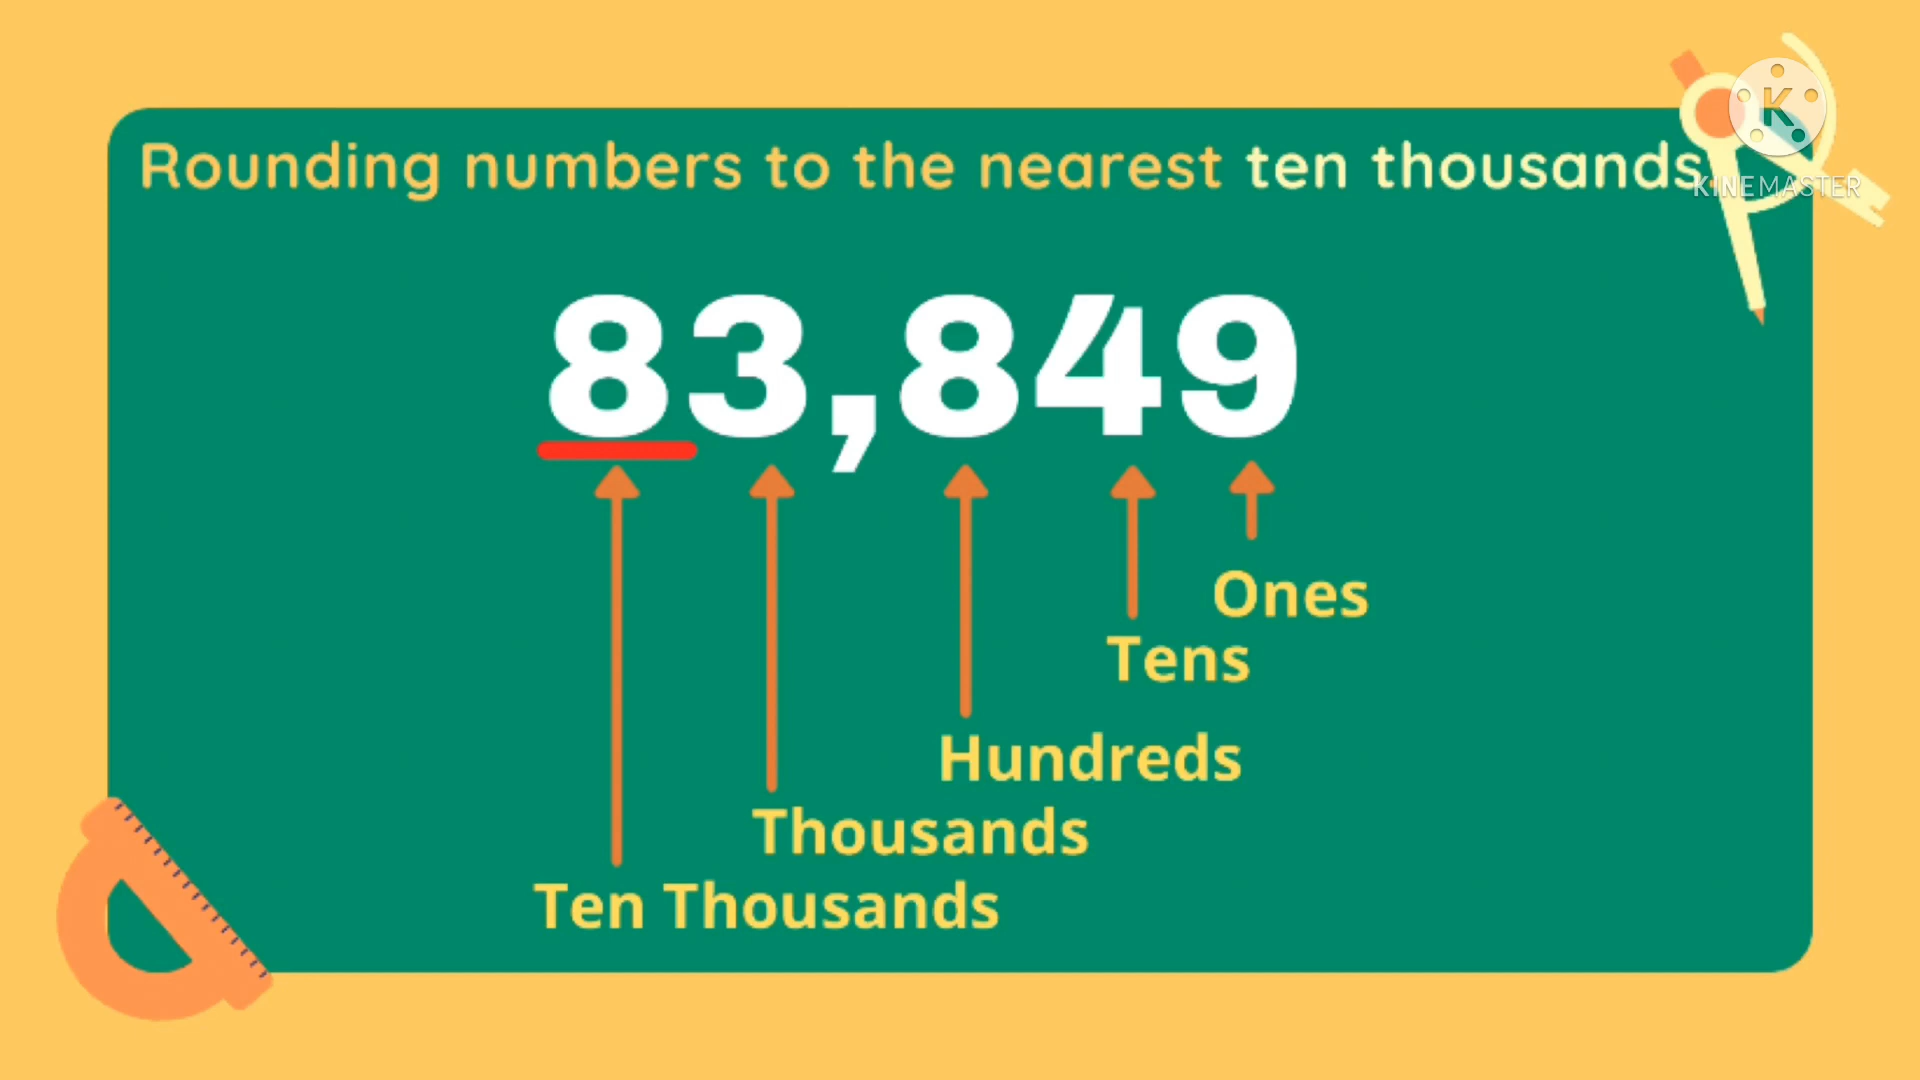 Rounding numbers to the nearest ten thousands.
K
KINEMASTER
83,849
Ones
Tens
Hundreds
Thousands
Ten Thousands